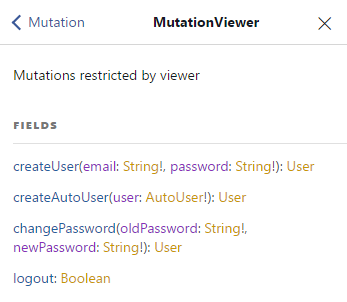 Mutation MutationViewer
Mutations restricted by viewer
FIELDS
createUser(email: String!, password: String!): User
createAutoUser(user: AutoUser!): User
changePassword(oldPassword: String!,
newPassword: String!): User
logout: Boolean